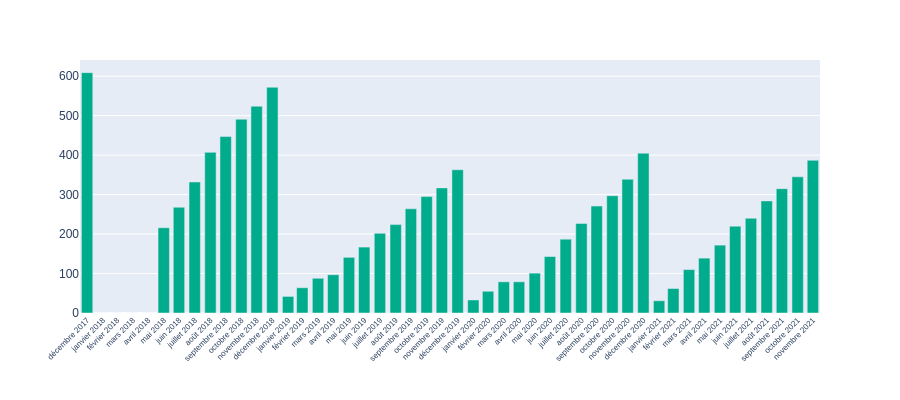 600
500
400
300
200
100
0
décembre 2017
janvier 2018
février 2018
mars 2018
avril 2018
mai 2018
juin 2018
juillet 2018
août 2018
septembre 2018
octobre 2018
novembre 2018
décembre 2018
janvier 2019
février 2019
mars 2019
avril 2019
mai 2019
juin 2019
juillet 2019
août 2019
septembre 2019
octobre 2019
novembre 2019
décembre 2019
janvier 2020
février 2020
mars 2020
avril 2020
mai 2020
juin 2020
juillet 2020
août 2020
septembre 2020
octobre 2020
novembre 2020
décembre 2020
janvier 2021
février 2021
mars 2021
avril 2021
mai 2021
juin 2021
juillet 2021
août 2021
septembre 2021
octobre 2021
novembre 2021